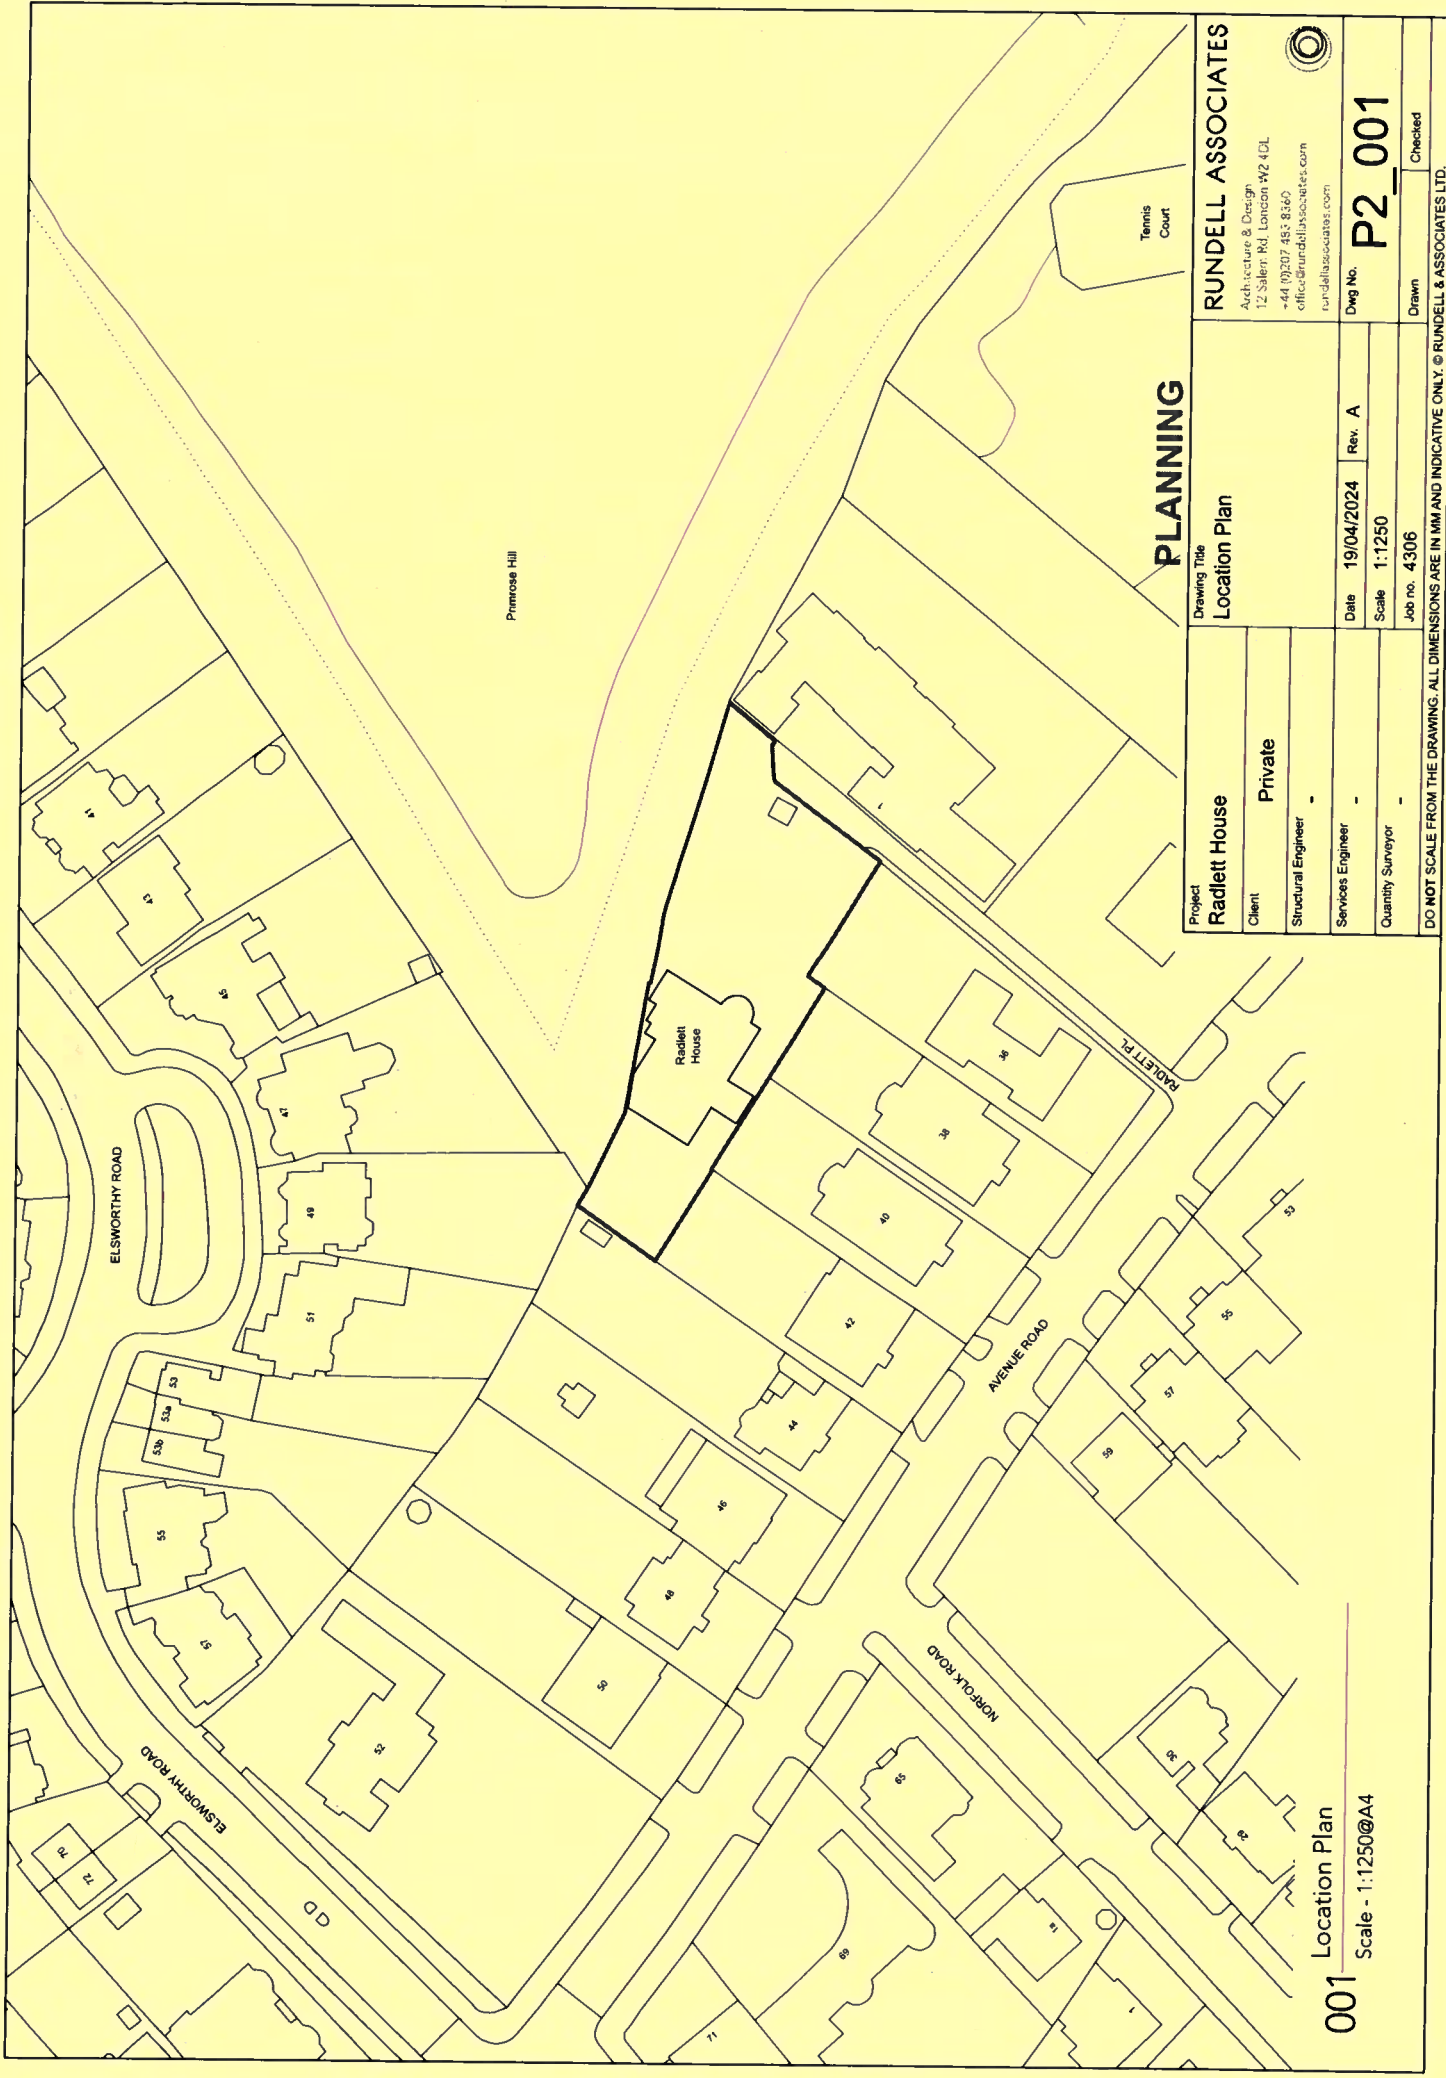 ELSWORTHY ROAD
ELSWORTHY ROAD
Primrose Hill
Radlett
House
Tennis
Court
RADLETT PL
AVENUE ROAD
NORFOLK ROAD
41
43
45
47
49
51
53
53a
53b
55
57
70
72
52
50
48
46
44
42
40
38
36
53
55
57
59
65
69
71
1a
1
30
001
Location Plan
Scale - 1:1250@A4
PLANNING
Project
Radlett House
Client
Private
Structural Engineer
-
Services Engineer
-
Quantity Surveyor
-
Drawing Title
Location Plan
Date 19/04/2024 Rev. A
Scale 1:1250
Job no. 4306
RUNDELL ASSOCIATES
Architecture & Design
12 Salem Rd, London W2 4DL
+44 (0)207 483 8360
office@rundellassociates.com
rundellassociates.com
Dwg No.
P2_001
Drawn
Checked
DO NOT SCALE FROM THE DRAWING. ALL DIMENSIONS ARE IN MM AND INDICATIVE ONLY. © RUNDELL & ASSOCIATES LTD.